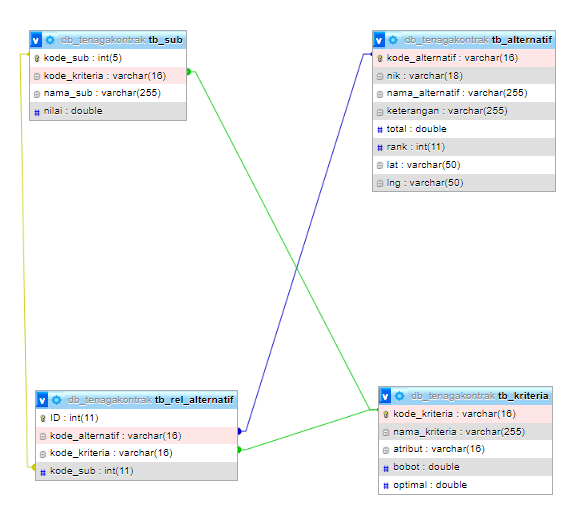 v db_tenagakontrak tb_sub
kode_sub : int(5)
kode_kriteria : varchar(16)
nama_sub : varchar(255)
# nilai : double
v db_tenagakontrak tb_alternatif
kode_alternatif : varchar(16)
nik : varchar(18)
nama_alternatif : varchar(255)
keterangan : varchar(255)
# total : double
# rank : int(11)
lat : varchar(50)
lng : varchar(50)
v db_tenagakontrak tb_rel_alternatif
ID : int(11)
kode_alternatif : varchar(16)
kode_kriteria : varchar(16)
# kode_sub : int(11)
v db_tenagakontrak tb_kriteria
kode_kriteria : varchar(16)
nama_kriteria : varchar(255)
atribut : varchar(16)
# bobot : double
# optimal : double